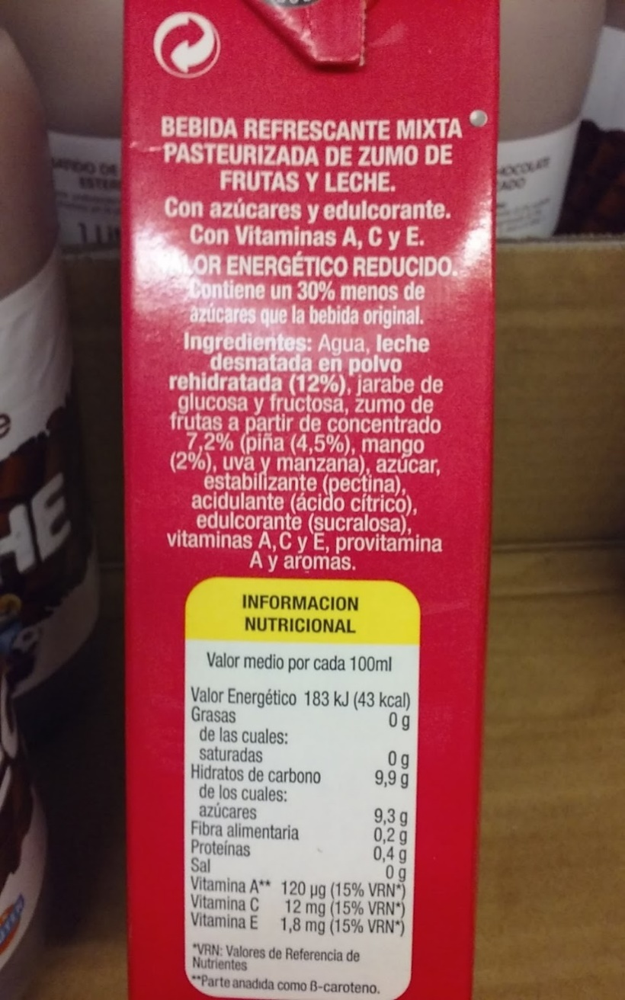 BEBIDA REFRESCANTE MIXTA
PASTEURIZADA DE ZUMO DE
FRUTAS Y LECHE.
Con azúcares y edulcorante.
Con Vitaminas A, C y E.
VALOR ENERGÉTICO REDUCIDO.
Contiene un 30% menos de
azúcares que la bebida original.
Ingredientes: Agua, leche
desnatada en polvo
rehidratada (12%), jarabe de
glucosa y fructosa, zumo de
frutas a partir de concentrado
7,2% (piña (4,5%), mango
(2%), uva y manzana), azúcar,
estabilizante (pectina),
acidulante (ácido cítrico),
edulcorante (sucralosa),
vitaminas A,C y E, provitamina
A y aromas.
INFORMACION
NUTRICIONAL
Valor medio por cada 100ml
Valor Energético 183 kJ (43 kcal)
Grasas 0 g
de las cuales:
saturadas 0 g
Hidratos de carbono 9,9 g
de los cuales:
azúcares 9,3 g
Fibra alimentaria 0,2 g
Proteínas 0,4 g
Sal 0 g
Vitamina A** 120 µg (15% VRN*)
Vitamina C 12 mg (15% VRN*)
Vitamina E 1,8 mg (15% VRN*)
*VRN: Valores de Referencia de
Nutrientes
**Parte anadida como ß-caroteno.
HE